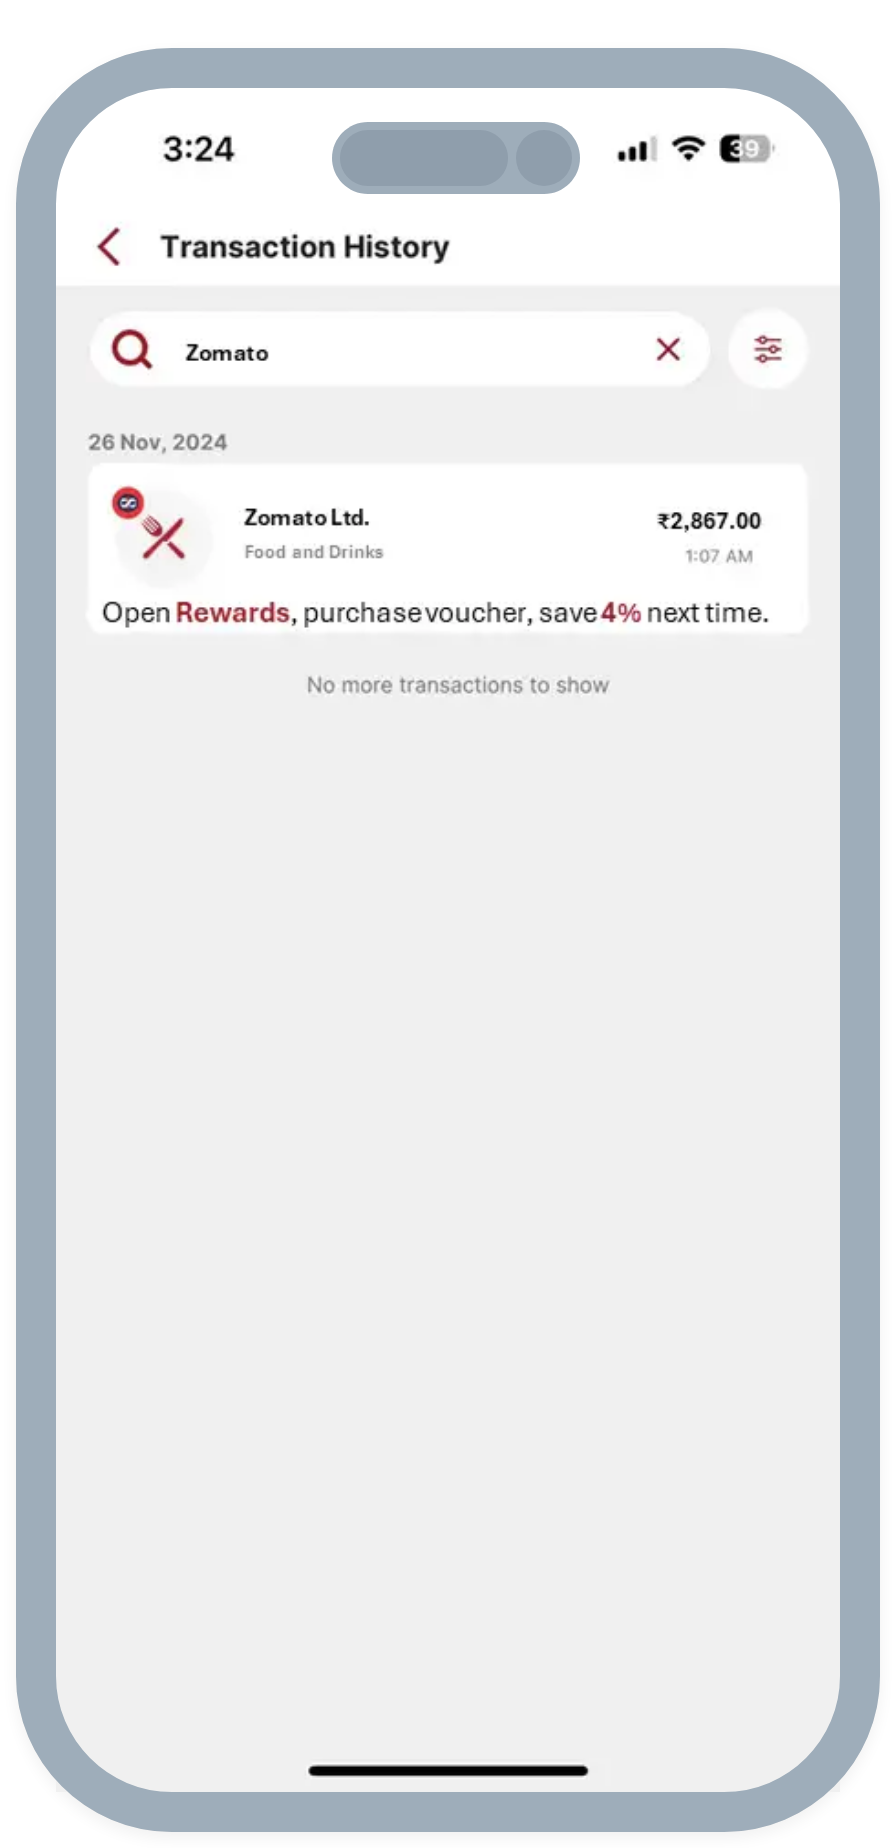 3:24
39
Transaction History
Zomato
26 Nov, 2024
Zomato Ltd.
₹2,867.00
Food and Drinks
1:07 AM
Open Rewards, purchase voucher, save 4% next time.
No more transactions to show